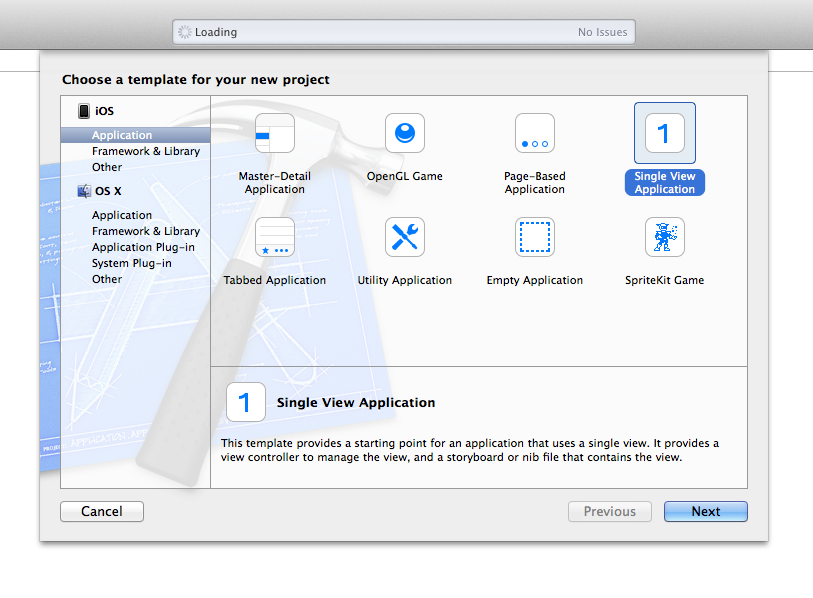 Loading
No Issues
Choose a template for your new project
iOS
Application
Framework & Library
Other
OS X
Application
Framework & Library
Application Plug-in
System Plug-in
Other
Master-Detail
Application
OpenGL Game
Page-Based
Application
1
Single View
Application
Tabbed Application
Utility Application
Empty Application
SpriteKit Game
1
Single View Application
This template provides a starting point for an application that uses a single view. It provides a
view controller to manage the view, and a storyboard or nib file that contains the view.
Cancel
Previous
Next